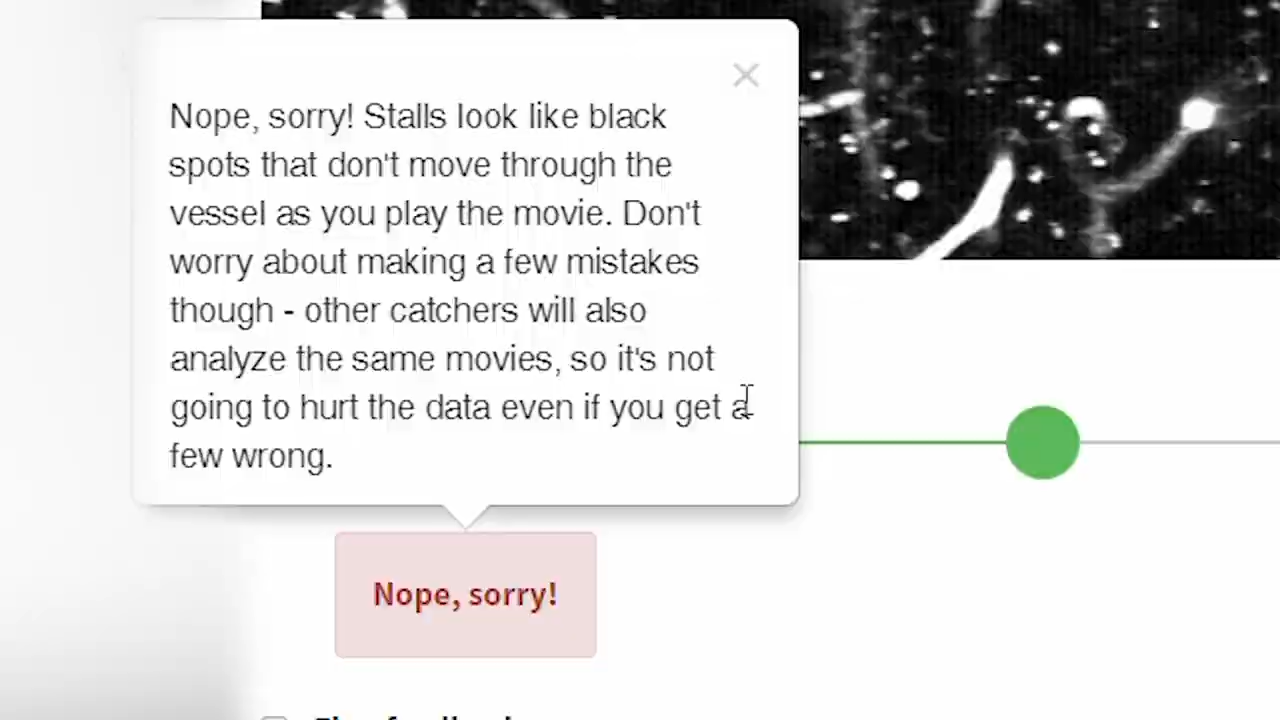 Nope, sorry! Stalls look like black
spots that don't move through the
vessel as you play the movie. Don't
worry about making a few mistakes
though - other catchers will also
analyze the same movies, so it's not
going to hurt the data even if you get a
few wrong.
Nope, sorry!